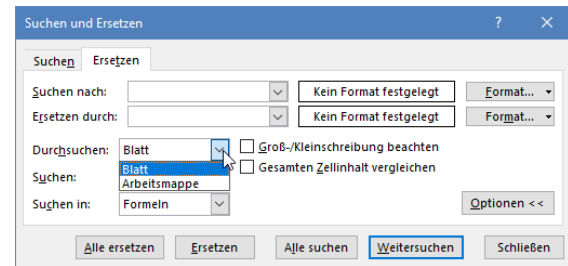 Suchen und Ersetzen ? ×
Suchen Ersetzen
Suchen nach: Kein Format festgelegt Format...
Ersetzen durch: Kein Format festgelegt Format...
Durchsuchen: Blatt Groß-/Kleinschreibung beachten
Blatt Gesamten Zellinhalt vergleichen
Suchen: Arbeitsmappe
Suchen in: Formeln Optionen <<
Alle ersetzen Ersetzen Alle suchen Weitersuchen Schließen